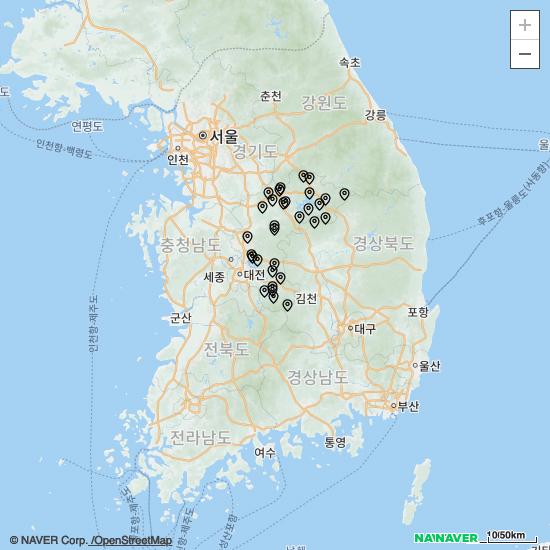 +
−
속초
춘천
강원도
강릉
도
연평도
서울
울
인천항-백령도
인천
경기도
후포항-울릉도(사동항)
충청남도
경상북도
세종
대전
김천
군산
포항
인천항-제주도
대구
전북도
울산
경상남도
부산
전라남도
여수
통영
© NAVER Corp. /OpenStreetMap
NAVER
10/50km